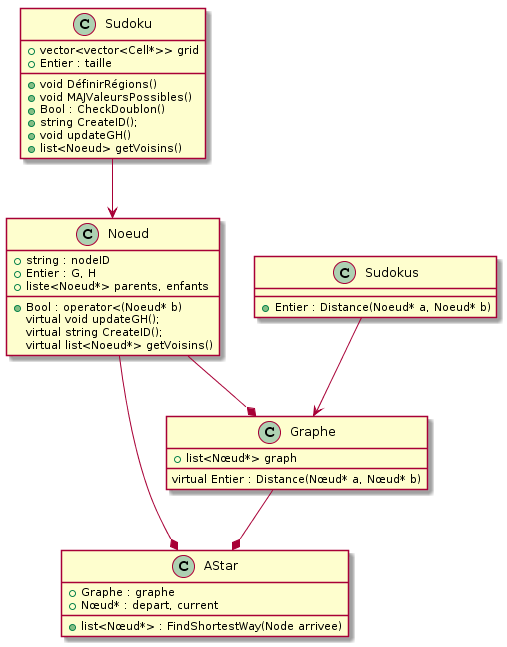 C Sudoku
vector<vector<Cell*>> grid
Entier : taille
void DéfinirRégions()
void MAJValeursPossibles()
Bool : CheckDoublon()
string CreateID();
void updateGH()
list<Noeud> getVoisins()
C Noeud
string : nodeID
Entier : G, H
liste<Noeud*> parents, enfants
Bool : operator<(Noeud* b)
virtual void updateGH();
virtual string CreateID();
virtual list<Noeud*> getVoisins()
C Sudokus
Entier : Distance(Noeud* a, Noeud* b)
C Graphe
list<Nœud*> graph
virtual Entier : Distance(Nœud* a, Nœud* b)
C AStar
Graphe : graphe
Nœud* : depart, current
list<Nœud*> : FindShortestWay(Node arrivee)